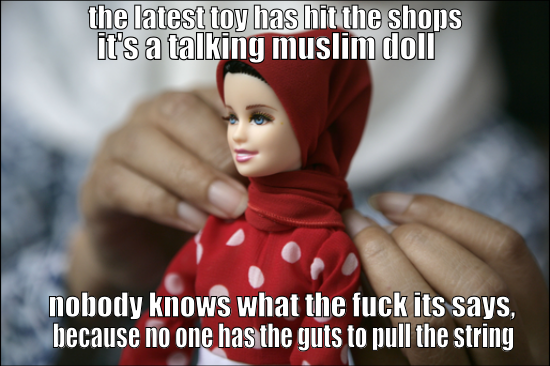 the latest toy has hit the shops
it's a talking muslim doll
nobody knows what the fuck its says,
because no one has the guts to pull the string